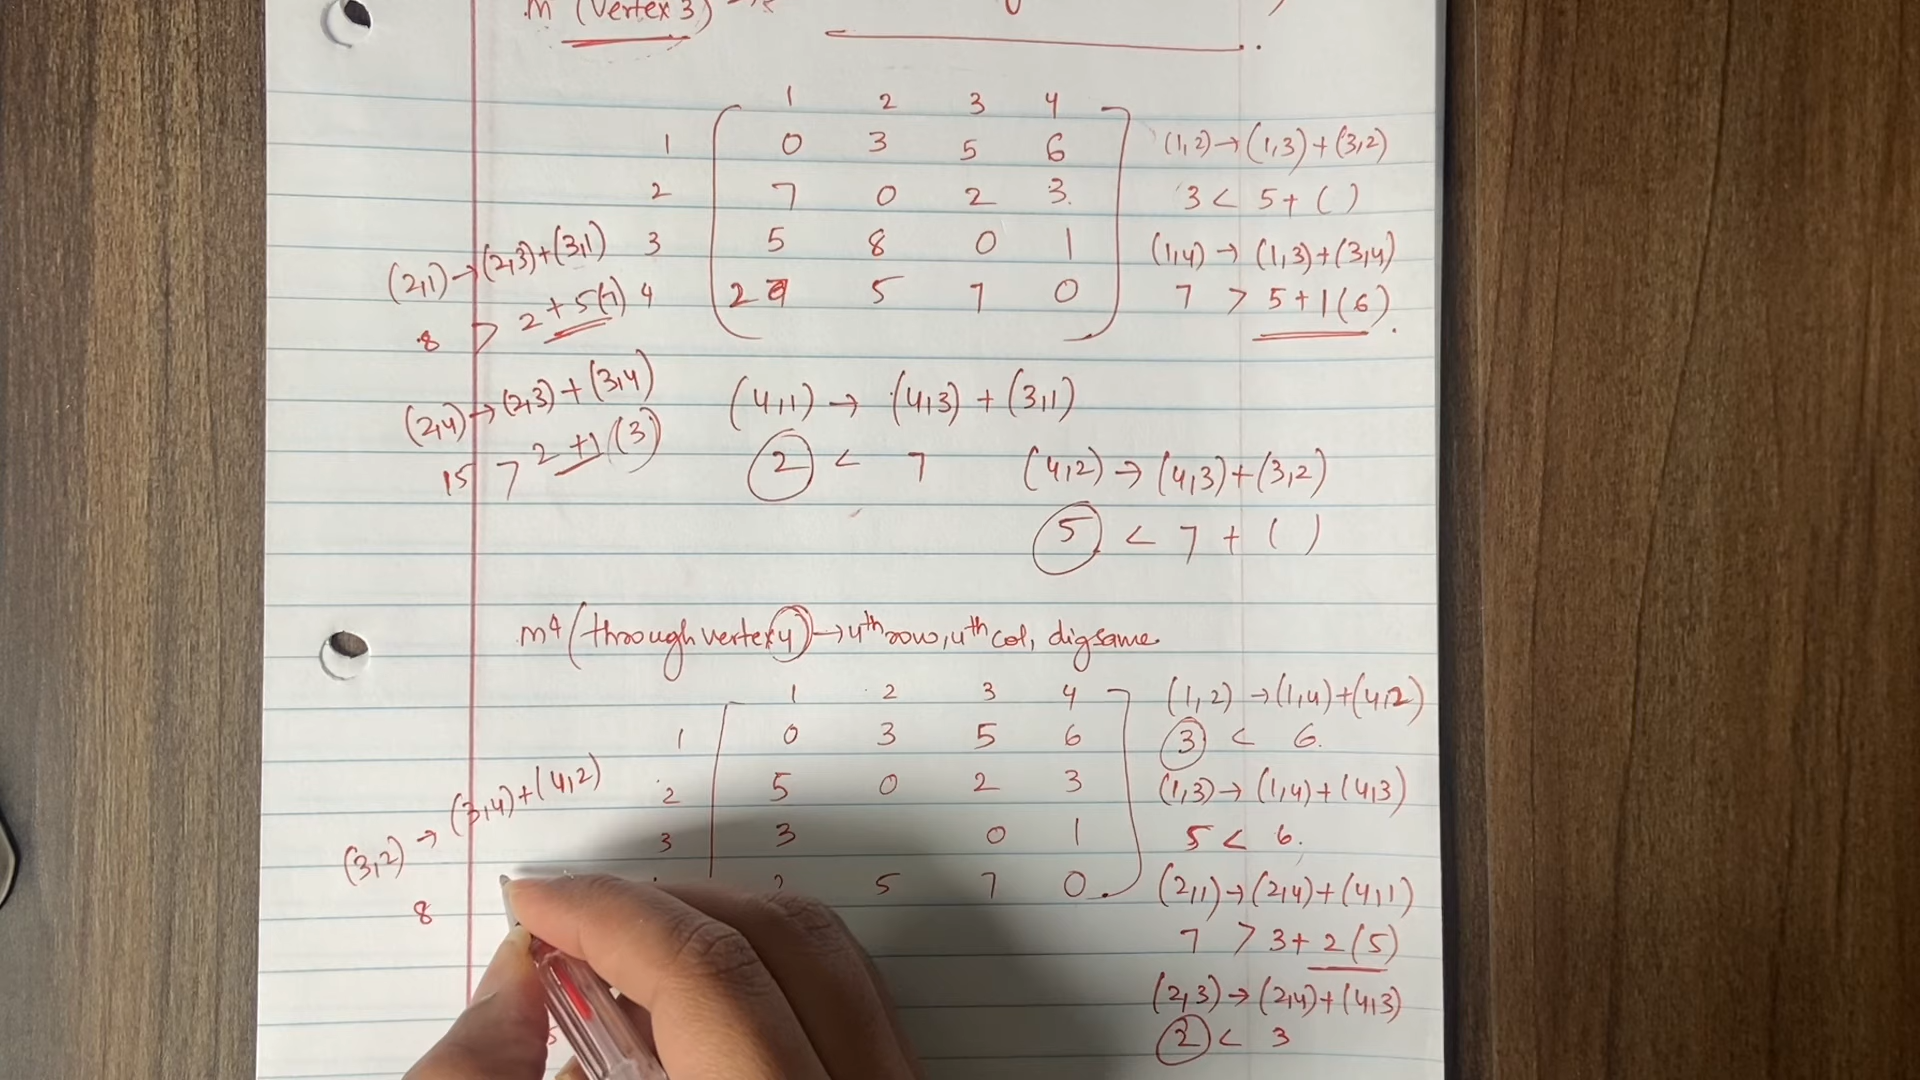 m (Vertex 3)
1 2 3 4
1 0 3 5 6
2 7 0 2 3.
3 5 8 0 1
4 2 5 7 0
(1,2) → (1,3) + (3,2)
3 < 5 + ( )
(1,4) → (1,3) + (3,4)
7 > 5 + 1 (6).
(2,1) → (2,3) + (3,1)
8 > 2 + 5 (7)
(2,4) → (2,3) + (3,4)
15 > 2 + 1 (3)
(4,1) → (4,3) + (3,1)
2 < 7
(4,2) → (4,3) + (3,2)
5 < 7 + ( )
m4 (through vertex 4) → 4th row, 4th col, dig same
1 2 3 4
1 0 3 5 6
2 5 0 2 3
3 3 0 1
5 7 0
(1,2) → (1,4) + (4,2)
3 < 6.
(1,3) → (1,4) + (4,3)
5 < 6.
(2,1) → (2,4) + (4,1)
7 > 3 + 2 (5)
(2,3) → (2,4) + (4,3)
2 < 3
(3,2) → (3,4) + (4,2)
8